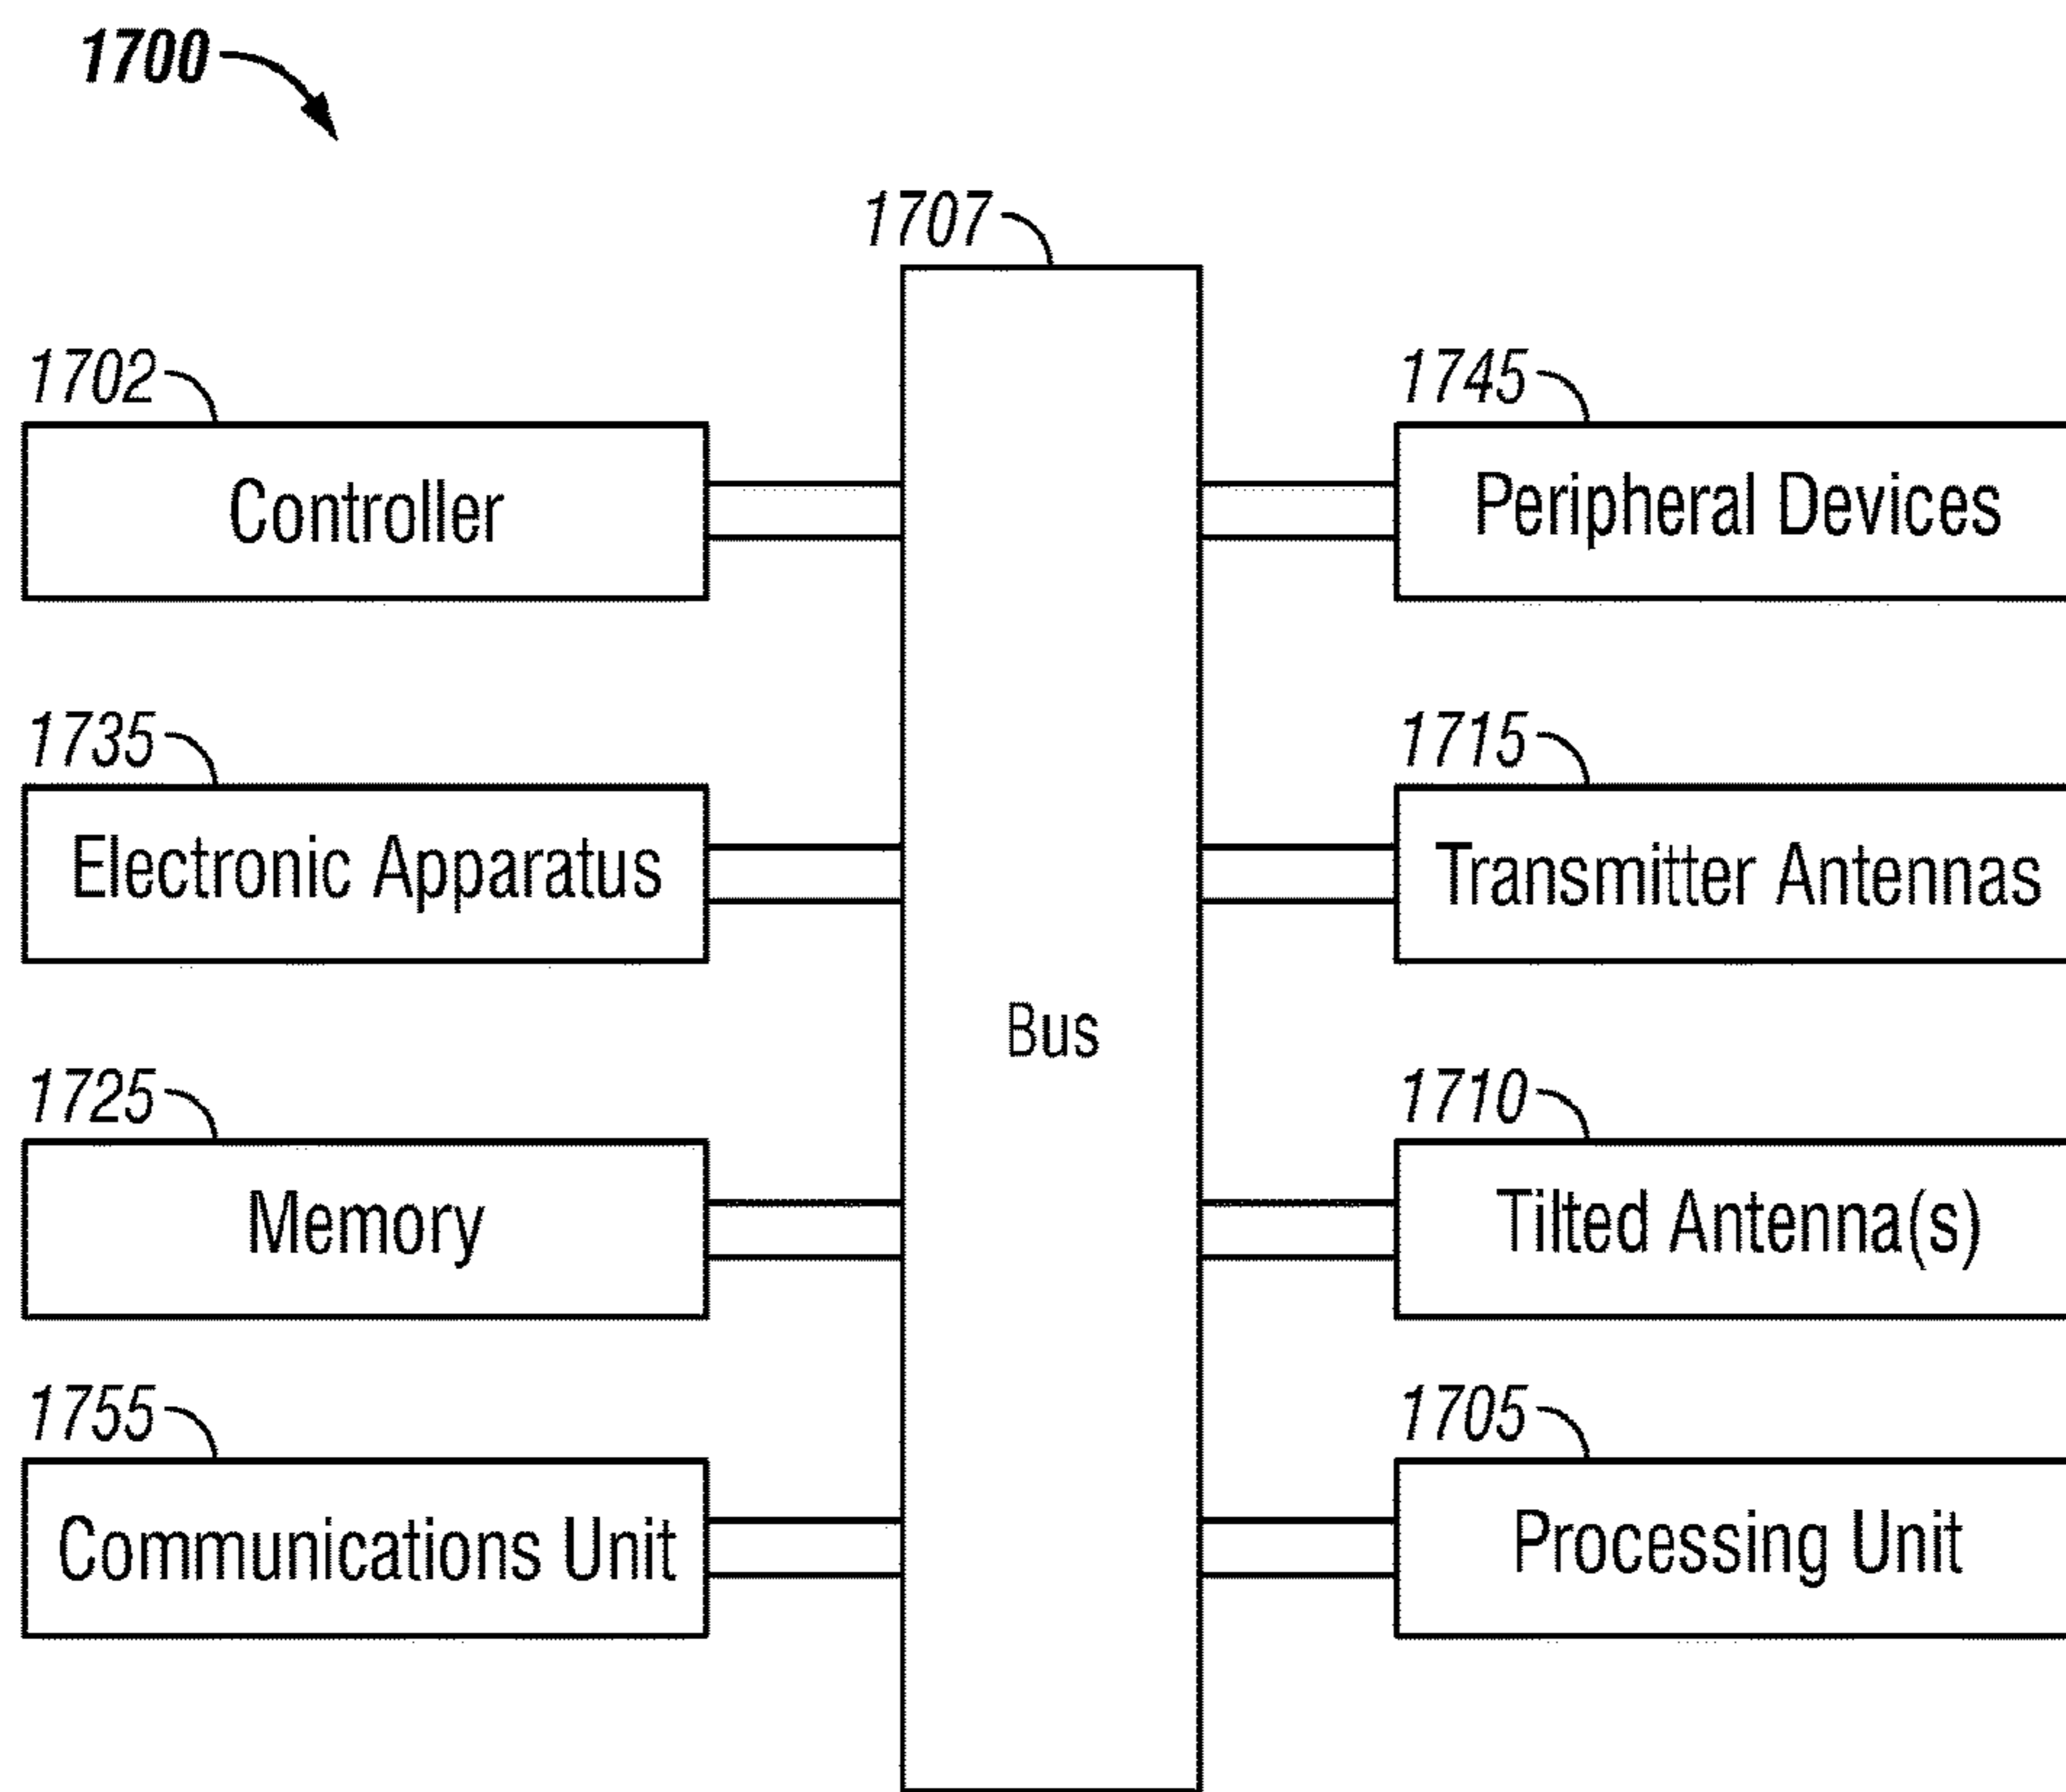 1700
1707
1702
Controller
1745
Peripheral Devices
1735
Electronic Apparatus
1715
Transmitter Antennas
Bus
1725
Memory
1710
Tilted Antenna(s)
1755
Communications Unit
1705
Processing Unit